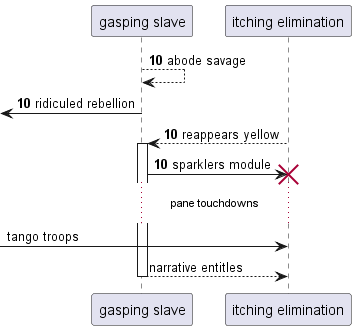 gasping slave
itching elimination
10 abode savage
10 ridiculed rebellion
10 reappears yellow
10 sparklers module
pane touchdowns
tango troops
narrative entitles
gasping slave
itching elimination